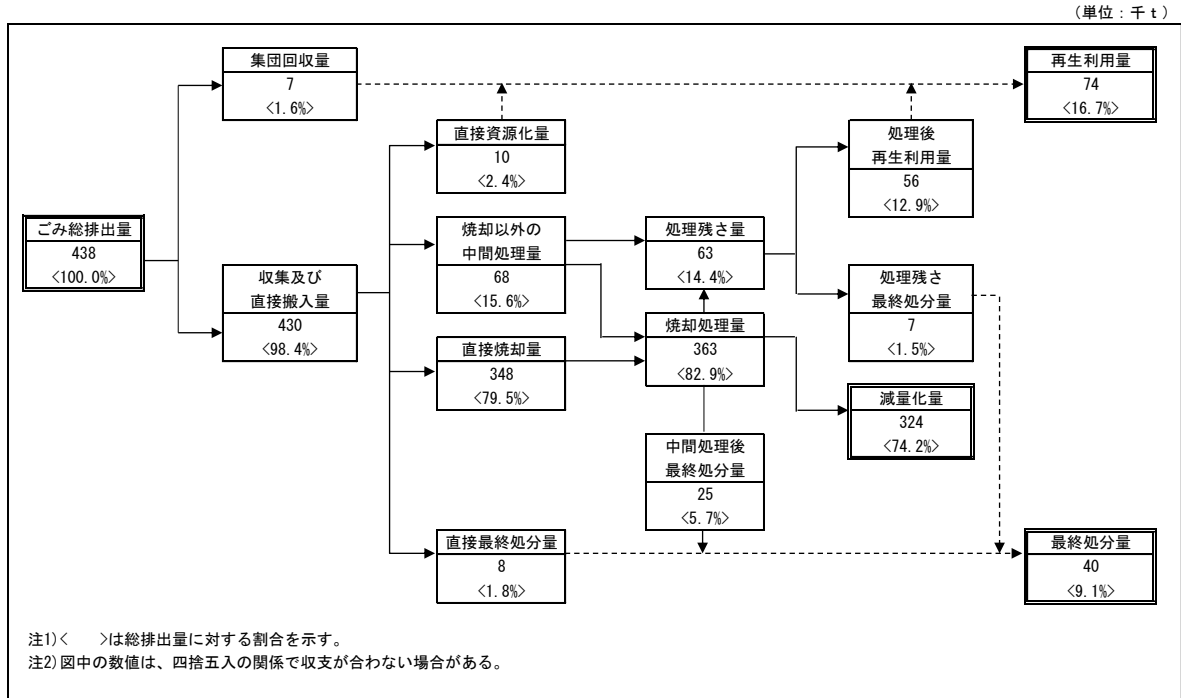 (単位：千ｔ)
集団回収量
7
<1.6%>
再生利用量
74
<16.7%>
直接資源化量
10
<2.4%>
処理後
再生利用量
56
<12.9%>
ごみ総排出量
438
<100.0%>
収集及び
直接搬入量
430
<98.4%>
焼却以外の
中間処理量
68
<15.6%>
処理残さ量
63
<14.4%>
処理残さ
最終処分量
7
<1.5%>
直接焼却量
348
<79.5%>
焼却処理量
363
<82.9%>
減量化量
324
<74.2%>
中間処理後
最終処分量
25
<5.7%>
直接最終処分量
8
<1.8%>
最終処分量
40
<9.1%>
注1)<　　>は総排出量に対する割合を示す。
注2)図中の数値は、四捨五入の関係で収支が合わない場合がある。